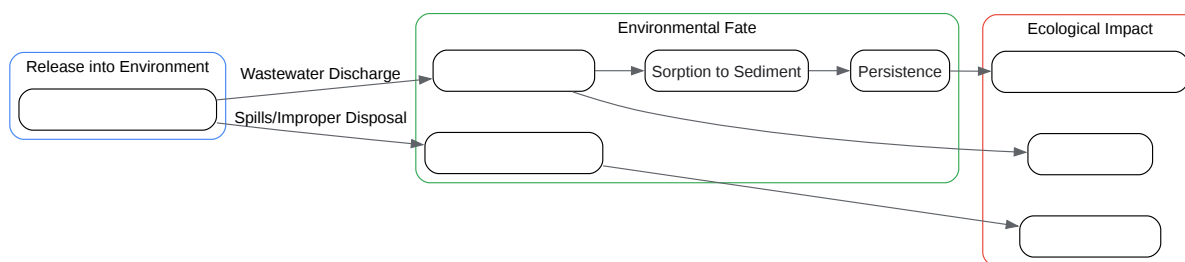 Environmental Fate
Ecological Impact
Release into Environment
Wastewater Discharge
Sorption to Sediment
Persistence
Spills/Improper Disposal